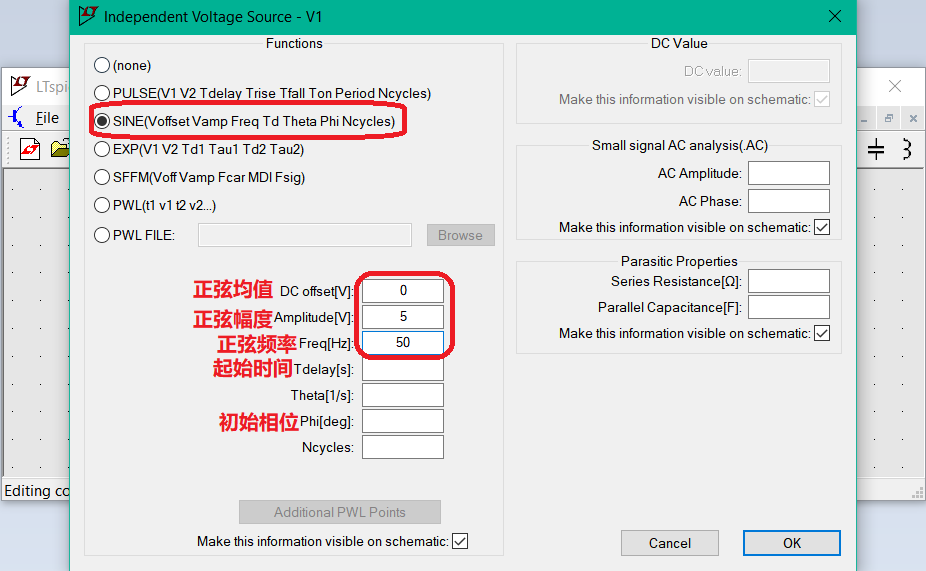 Independent Voltage Source - V1
LTspi
File
Functions
(none)
PULSE(V1 V2 Tdelay Trise Tfall Ton Period Ncycles)
SINE(Voffset Vamp Freq Td Theta Phi Ncycles)
EXP(V1 V2 Td1 Tau1 Td2 Tau2)
SFFM(Voff Vamp Fcar MDI Fsig)
PWL(t1 v1 t2 v2...)
PWL FILE:
Browse
正弦均值 DC offset[V]: 0
正弦幅度 Amplitude[V]: 5
正弦频率 Freq[Hz]: 50
起始时间 Tdelay[s]:
Theta[1/s]:
初始相位 Phi[deg]:
Ncycles:
Additional PWL Points
Make this information visible on schematic:
DC Value
DC value:
Make this information visible on schematic:
Small signal AC analysis(.AC)
AC Amplitude:
AC Phase:
Make this information visible on schematic:
Parasitic Properties
Series Resistance[Ω]:
Parallel Capacitance[F]:
Make this information visible on schematic:
Cancel
OK
Editing co